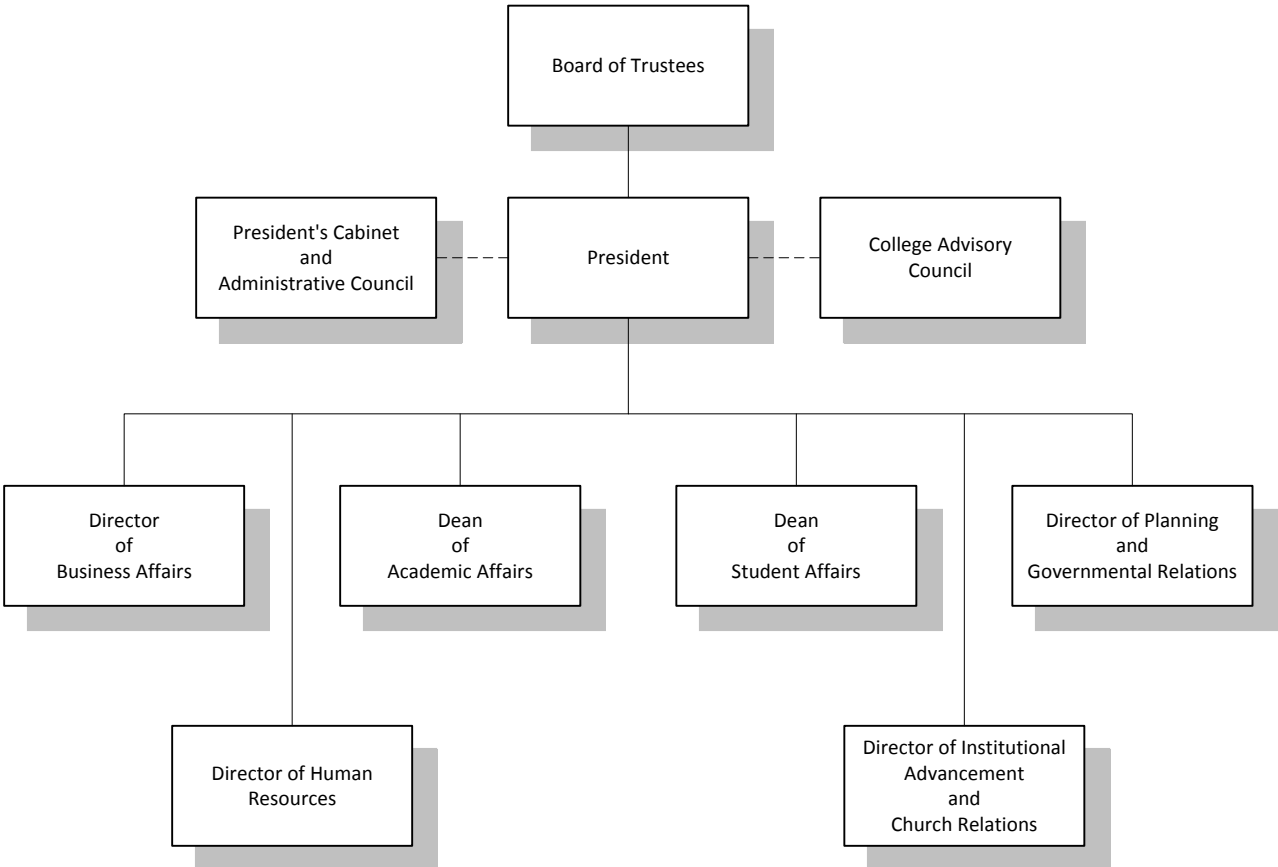 Board of Trustees
President's Cabinet
and
Administrative Council
President
College Advisory
Council
Director
of
Business Affairs
Dean
of
Academic Affairs
Dean
of
Student Affairs
Director of Planning
and
Governmental Relations
Director of Human
Resources
Director of Institutional
Advancement
and
Church Relations